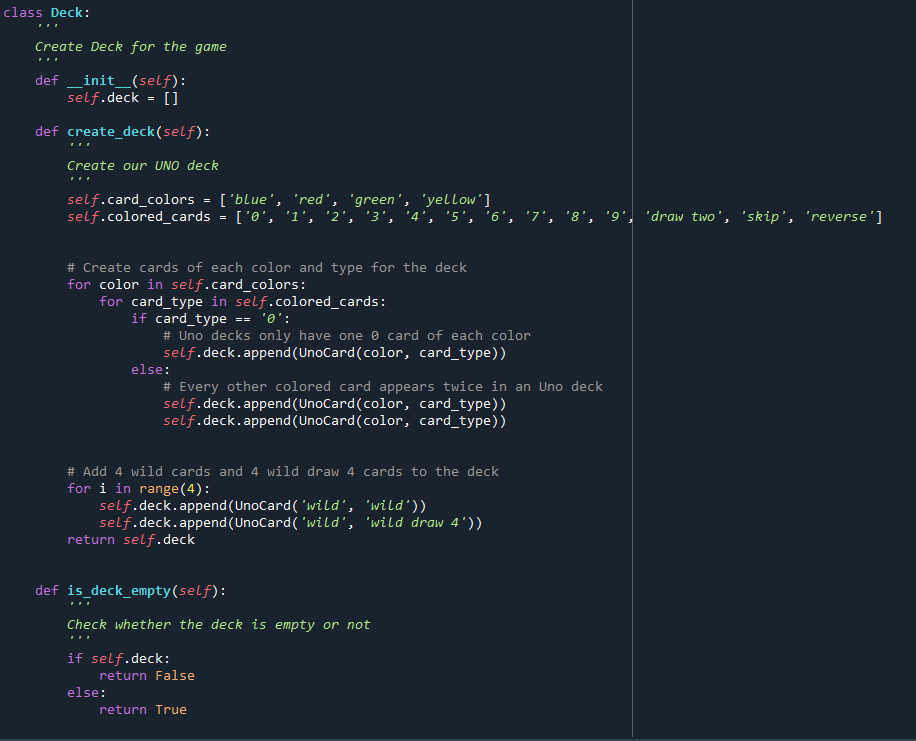 class Deck:
    '''
    Create Deck for the game
    '''
    def __init__(self):
        self.deck = []

    def create_deck(self):
        '''
        Create our UNO deck
        '''
        self.card_colors = ['blue', 'red', 'green', 'yellow']
        self.colored_cards = ['0', '1', '2', '3', '4', '5', '6', '7', '8', '9', 'draw two', 'skip', 'reverse']


        # Create cards of each color and type for the deck
        for color in self.card_colors:
            for card_type in self.colored_cards:
                if card_type == '0':
                    # Uno decks only have one 0 card of each color
                    self.deck.append(UnoCard(color, card_type))
                else:
                    # Every other colored card appears twice in an Uno deck
                    self.deck.append(UnoCard(color, card_type))
                    self.deck.append(UnoCard(color, card_type))


        # Add 4 wild cards and 4 wild draw 4 cards to the deck
        for i in range(4):
            self.deck.append(UnoCard('wild', 'wild'))
            self.deck.append(UnoCard('wild', 'wild draw 4'))
        return self.deck


    def is_deck_empty(self):
        '''
        Check whether the deck is empty or not
        '''
        if self.deck:
            return False
        else:
            return True